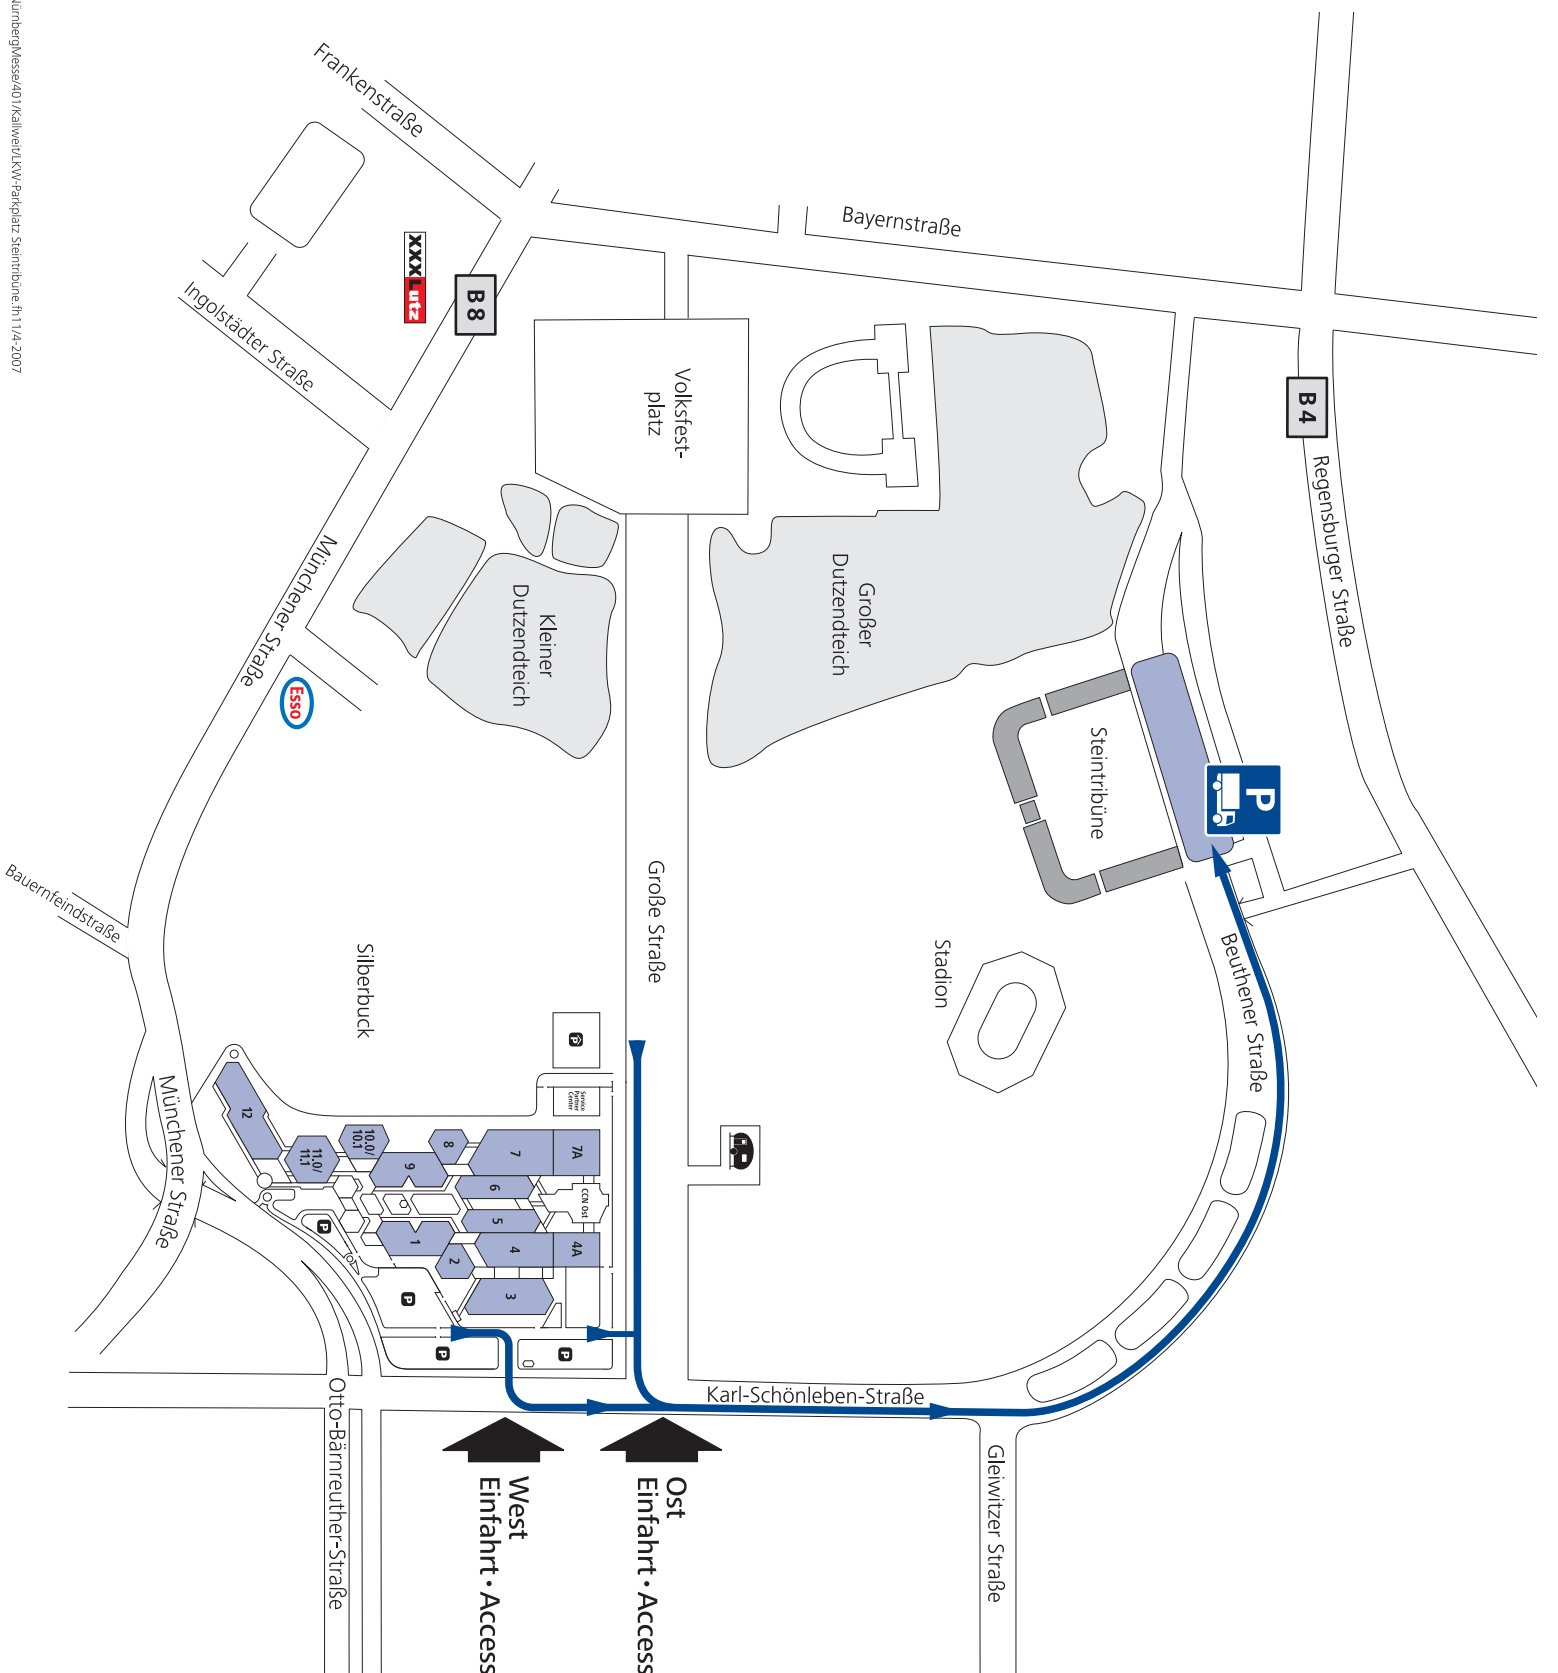 NürnbergMesse/401/Kallweit/LKW-Parkplatz Steintribüne.fh11/4-2007
Frankenstraße
Bayernstraße
XXXLutz
B 8
Ingolstädter Straße
Volksfest-
platz
B 4
Regensburger Straße
Münchener Straße
Esso
Kleiner
Dutzendteich
Großer
Dutzendteich
Steintribüne
P
Große Straße
Stadion
Beuthener Straße
Bauernfeindstraße
Silberbuck
P
Service
Partner
Center
Münchener Straße
12
11.0/
11.1
10.0/
10.1
9
8
7
7A
6
CCN Ost
5
1
2
4
4A
3
P
P
P
P
Karl-Schönleben-Straße
Otto-Bärnreuther-Straße
Gleiwitzer Straße
West
Einfahrt • Access
Ost
Einfahrt • Access